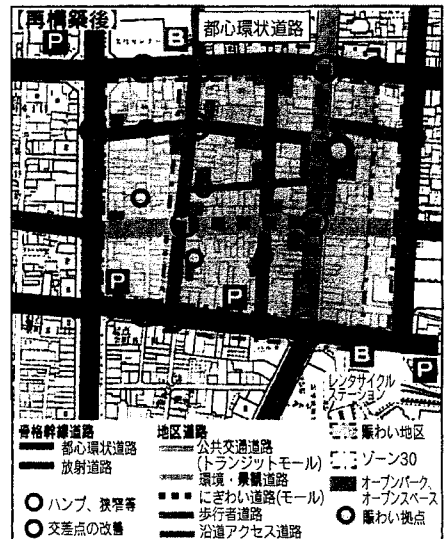 【再構築後】
都心環状道路
P
B
P
P
P
B
P
レンタサイクル
ステーション
骨格幹線道路
都心環状道路
放射道路
ハンプ、狭窄等
交差点の改善
地区道路
公共交通道路
(トランジットモール)
環境・景観道路
にぎわい道路(モール)
歩行者道路
沿道アクセス道路
賑わい地区
ゾーン30
オープンパーク、
オープンスペース
賑わい拠点